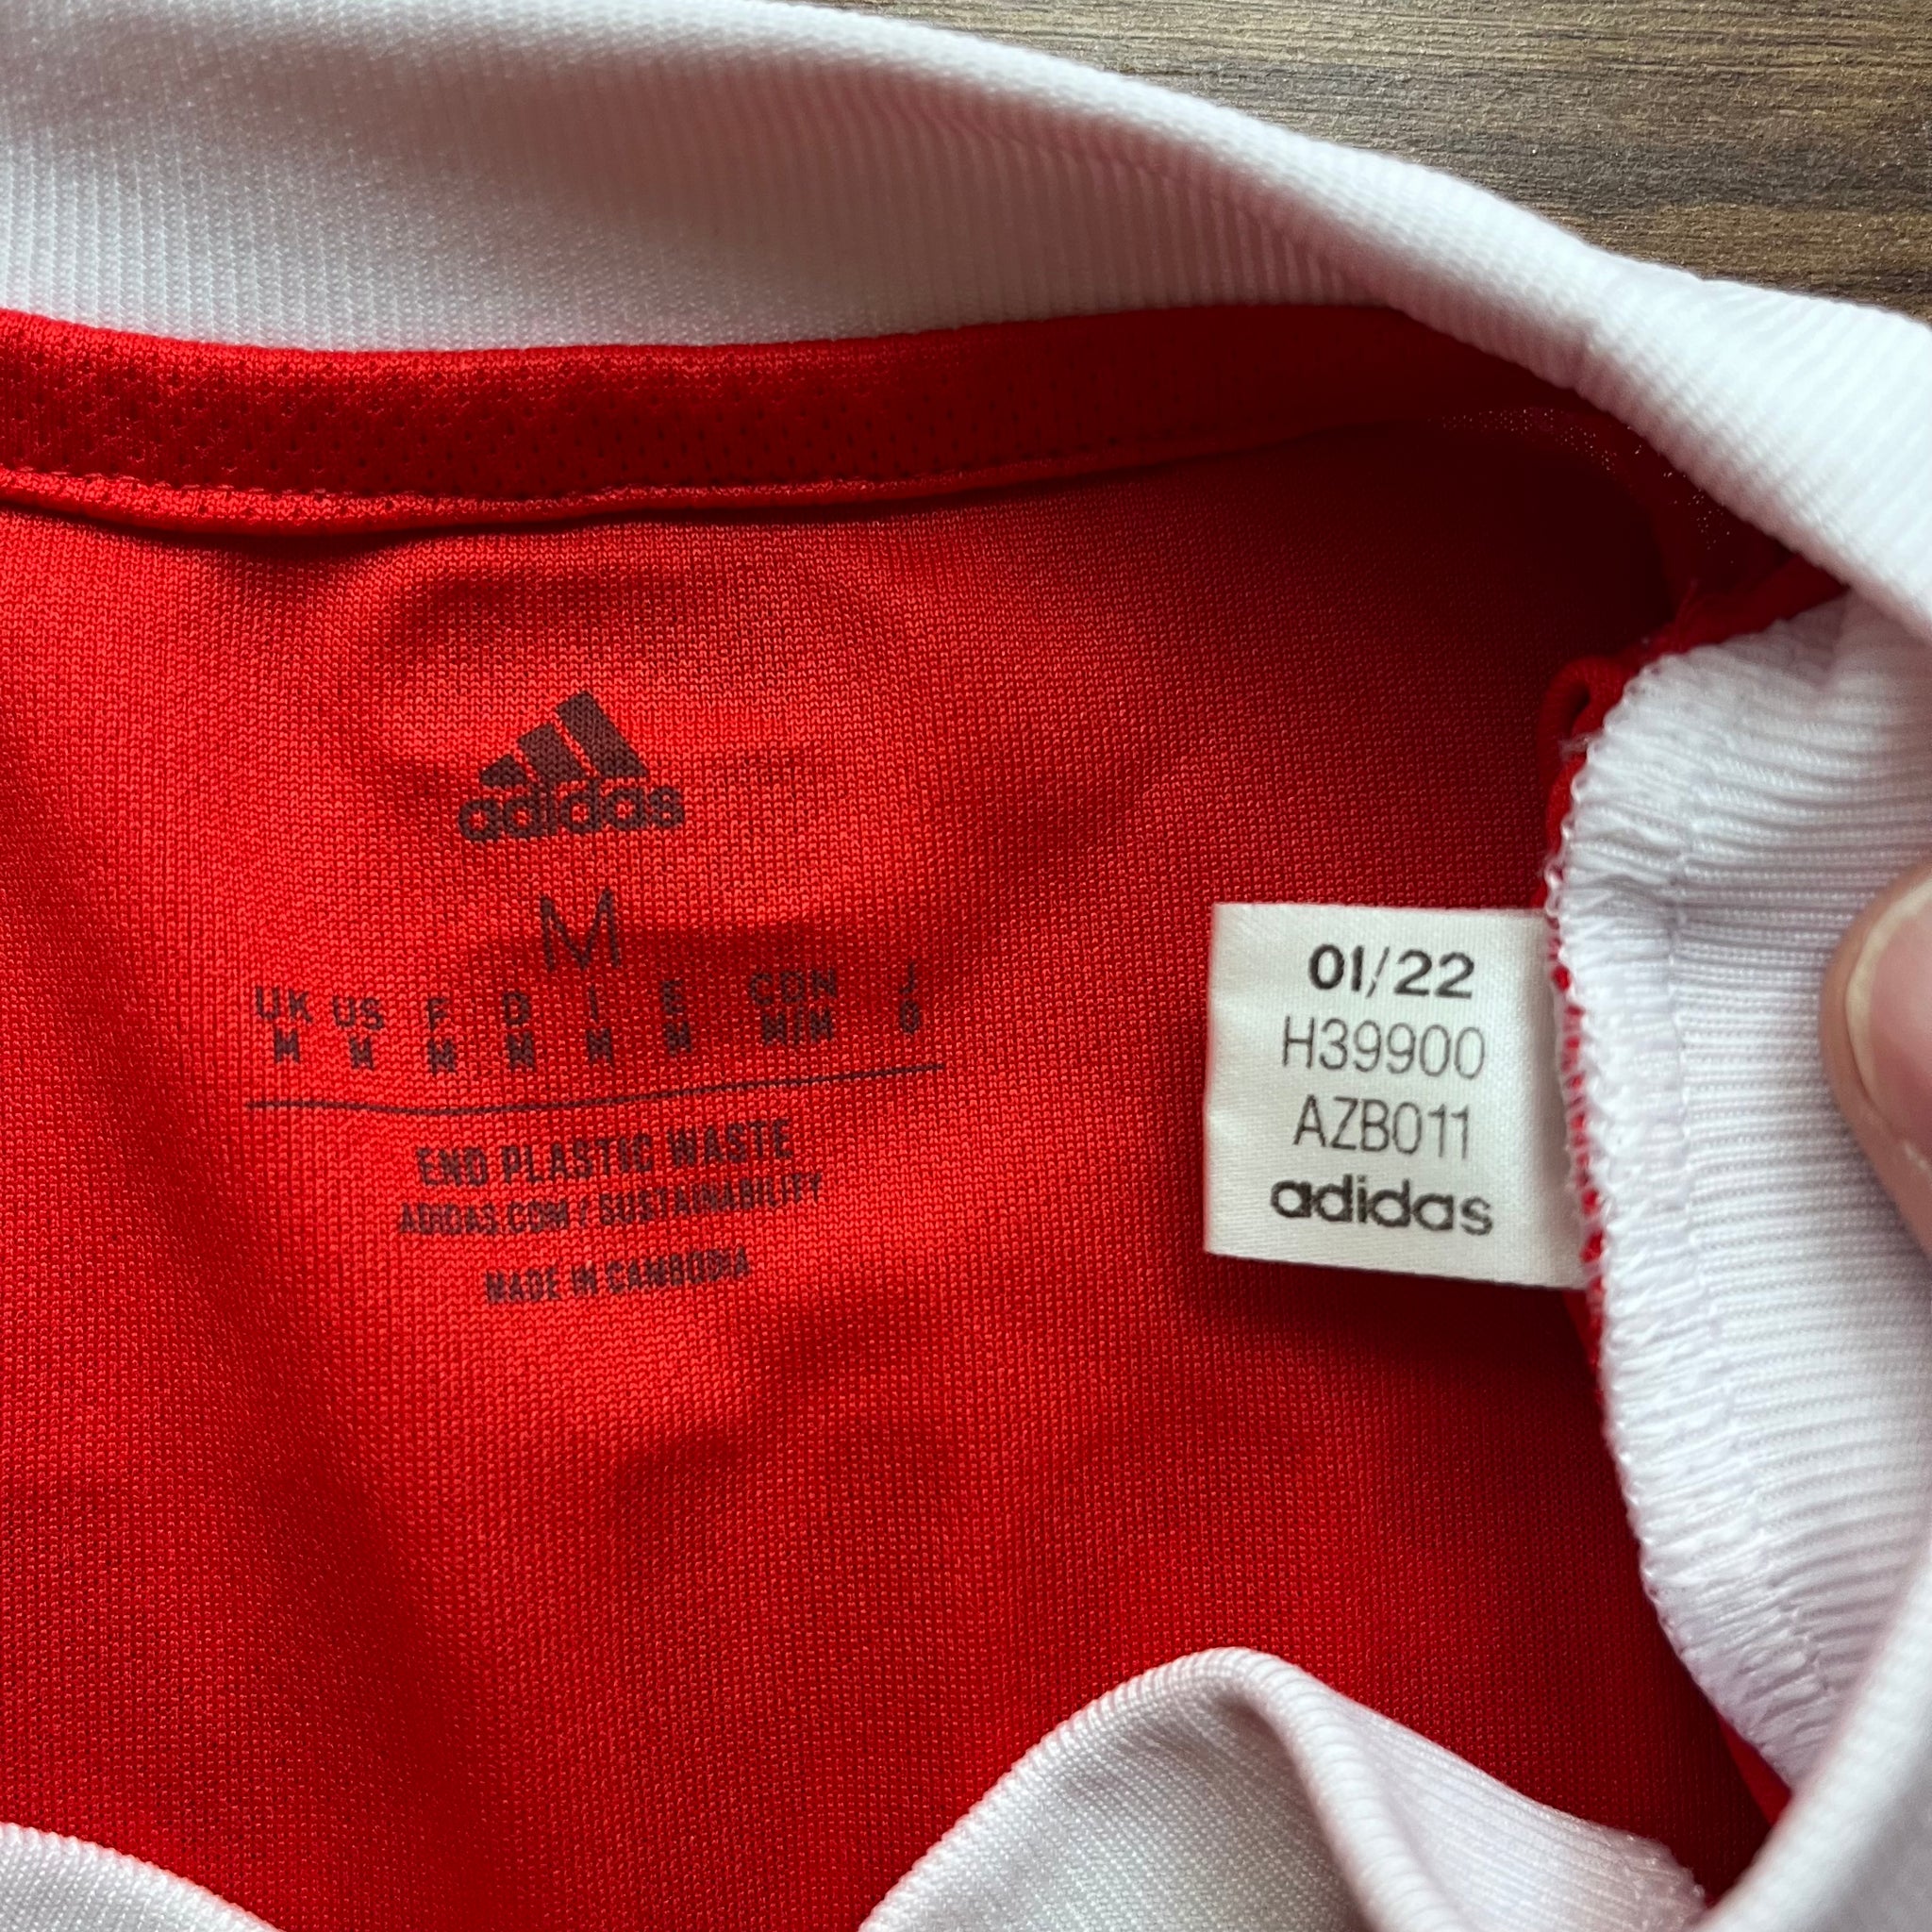 adidas
M
UK US F D I E CDN J
M M M M M M M/M O
END PLASTIC WASTE
ADIDAS.COM / SUSTAINABILITY
MADE IN CAMBODIA
01/22
H39900
AZB011
adidas